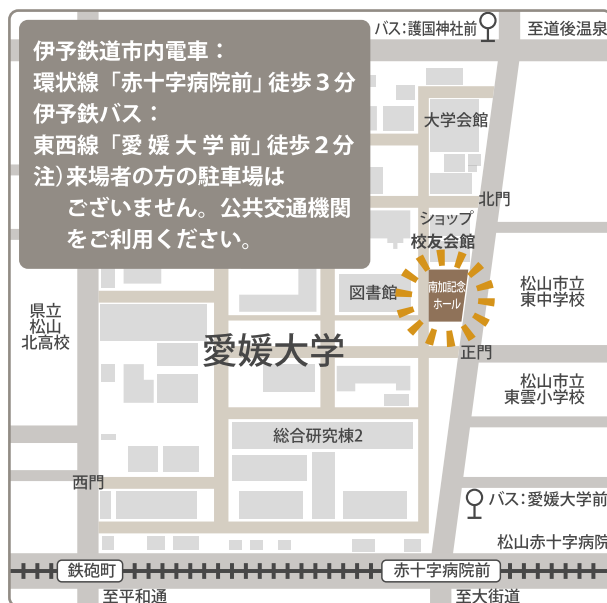 伊予鉄道市内電車：
環状線「赤十字病院前」徒歩３分
伊予鉄バス：
東西線「愛媛大学前」徒歩２分
注）来場者の方の駐車場は
ございません。公共交通機関
をご利用ください。
バス：護国神社前
至道後温泉
大学会館
北門
ショップ
校友会館
南加記念
ホール
図書館
松山市立
東中学校
県立
松山
北高校
愛媛大学
正門
松山市立
東雲小学校
総合研究棟2
西門
バス：愛媛大学前
松山赤十字病院
鉄砲町
赤十字病院前
至平和通
至大街道